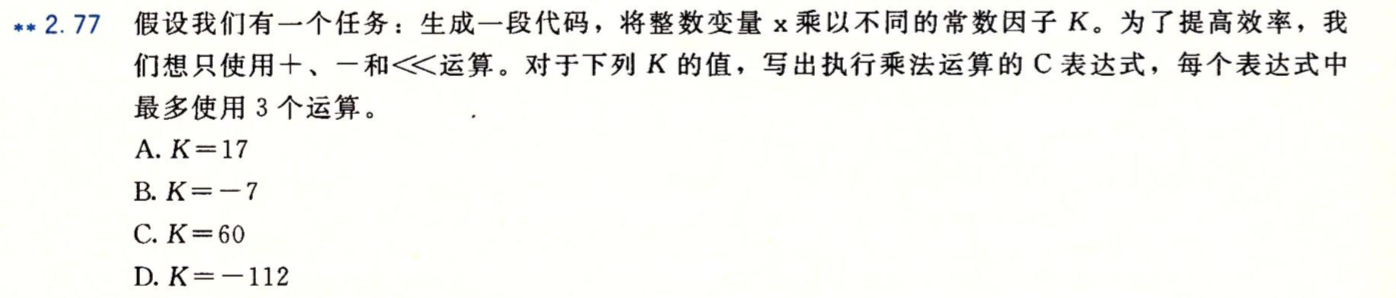 ** 2.77 假设我们有一个任务：生成一段代码，将整数变量 x 乘以不同的常数因子 K。为了提高效率，我
们想只使用＋、－和<<运算。对于下列 K 的值，写出执行乘法运算的 C 表达式，每个表达式中
最多使用 3 个运算。
A. K＝17
B. K＝－7
C. K＝60
D. K＝－112